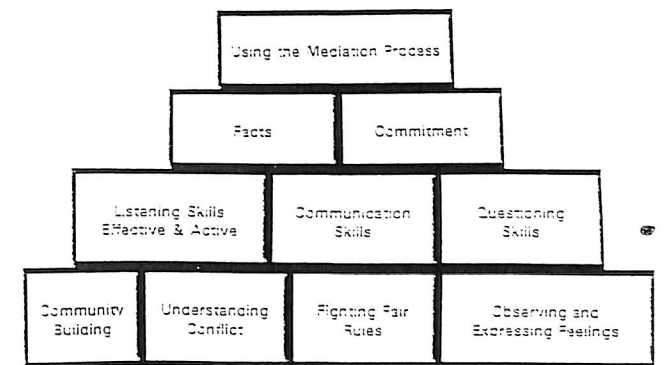 Using the Mediation Process
Facts
Commitment
Listening Skills
Effective & Active
Communication
Skills
Questioning
Skills
Community
Building
Understanding
Conflict
Fighting Fair
Rules
Observing and
Expressing Feelings